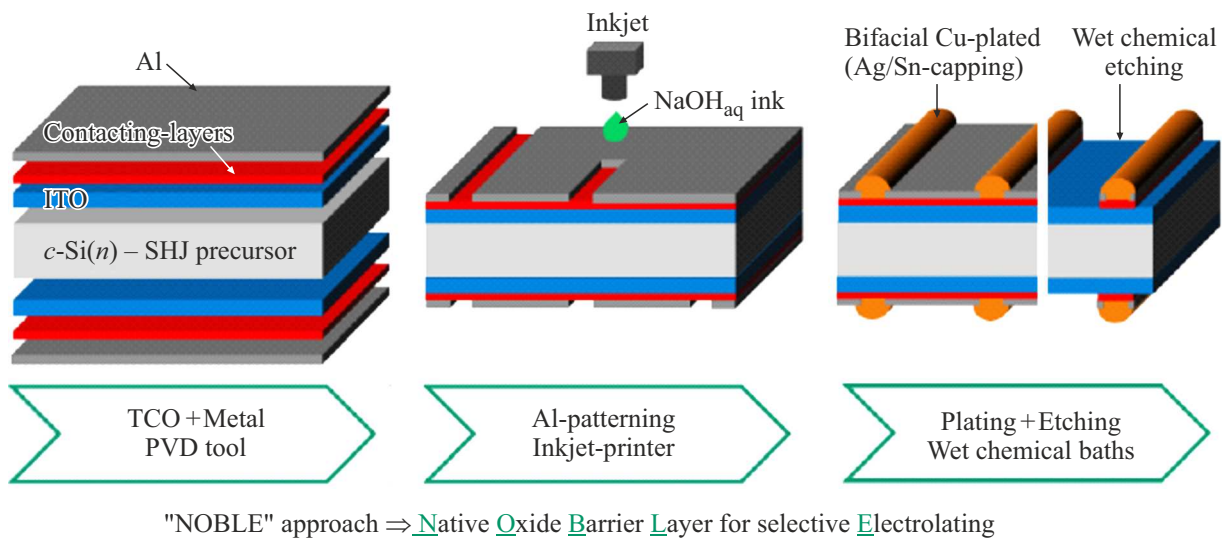 Al
Contacting-layers
ITO
c-Si(n) – SHJ precursor
Inkjet
NaOHaq ink
Bifacial Cu-plated
(Ag/Sn-capping)
Wet chemical
etching
TCO + Metal
PVD tool
Al-patterning
Inkjet-printer
Plating + Etching
Wet chemical baths
"NOBLE" approach ⇒ Native Oxide Barrier Layer for selective Electrolating